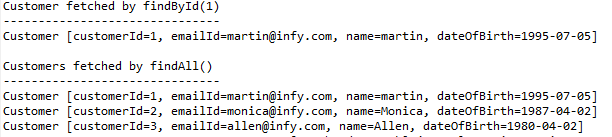 Customer fetched by findById(1)
-------------------------------
Customer [customerId=1, emailId=martin@infy.com, name=martin, dateOfBirth=1995-07-05]
Customers fetched by findAll()
-------------------------------
Customer [customerId=1, emailId=martin@infy.com, name=martin, dateOfBirth=1995-07-05]
Customer [customerId=2, emailId=monica@infy.com, name=Monica, dateOfBirth=1987-04-02]
Customer [customerId=3, emailId=allen@infy.com, name=Allen, dateOfBirth=1980-04-02]